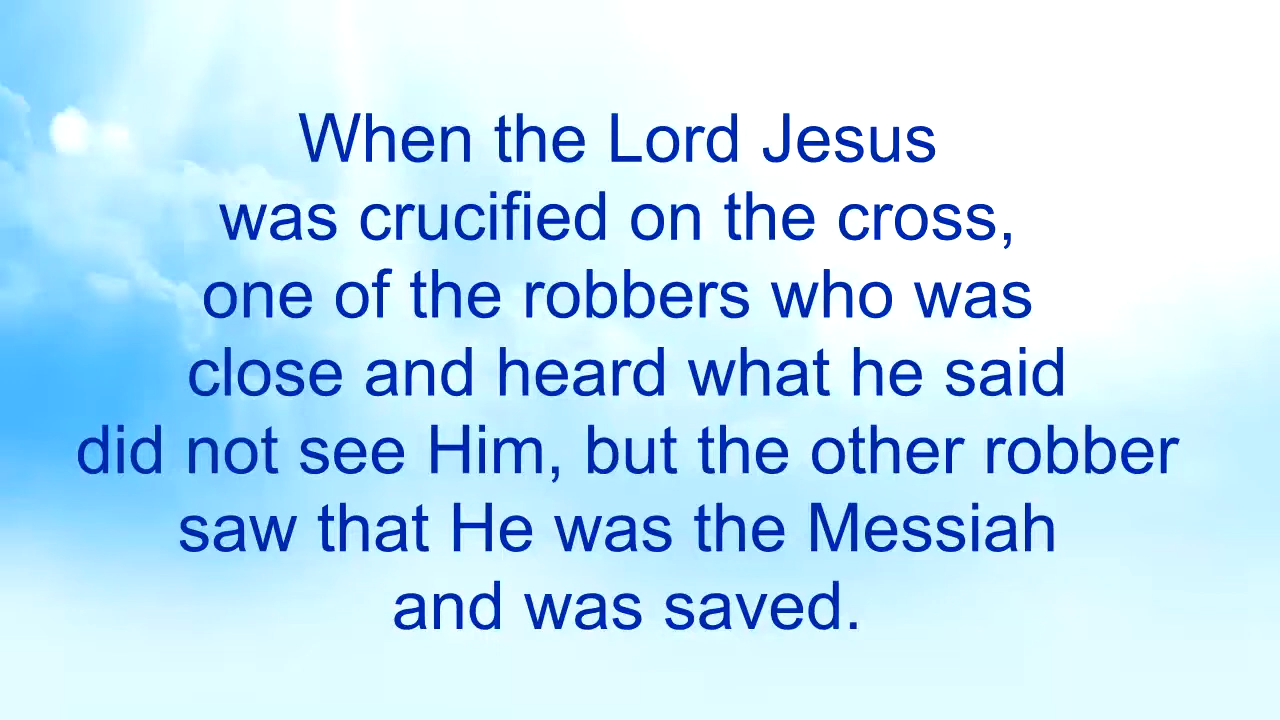 When the Lord Jesus
was crucified on the cross,
one of the robbers who was
close and heard what he said
did not see Him, but the other robber
saw that He was the Messiah
and was saved.